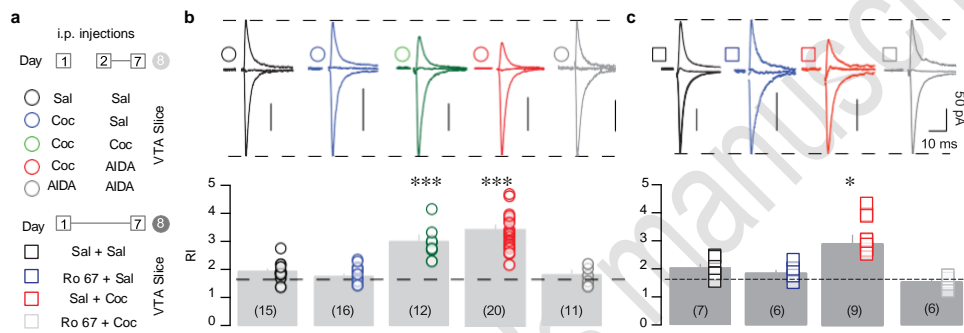 a
i.p. injections
Day 1 2 7 8
Sal Sal
Coc Sal
Coc Coc
Coc AIDA
AIDA AIDA
VTA Slice
Day 1 7 8
Sal + Sal
Ro 67 + Sal
Sal + Coc
Ro 67 + Coc
VTA Slice
b
RI
5
4
3
2
1
0
*** ***
(15) (16) (12) (20) (11)
c
50 pA
10 ms
5
4
3
2
1
0
*
(7) (6) (9) (6)
manuscript